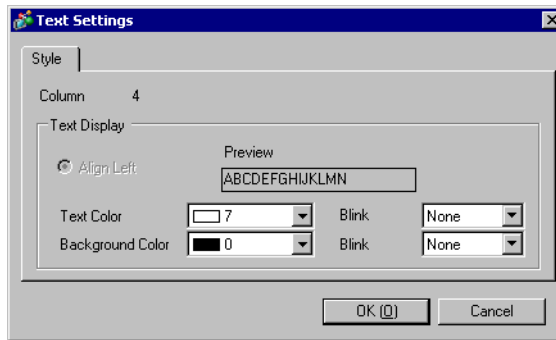 Text Settings
Style
Column 4
Text Display
Preview
Align Left
ABCDEFGHIJKLMN
Text Color 7 Blink None
Background Color 0 Blink None
OK (O) Cancel